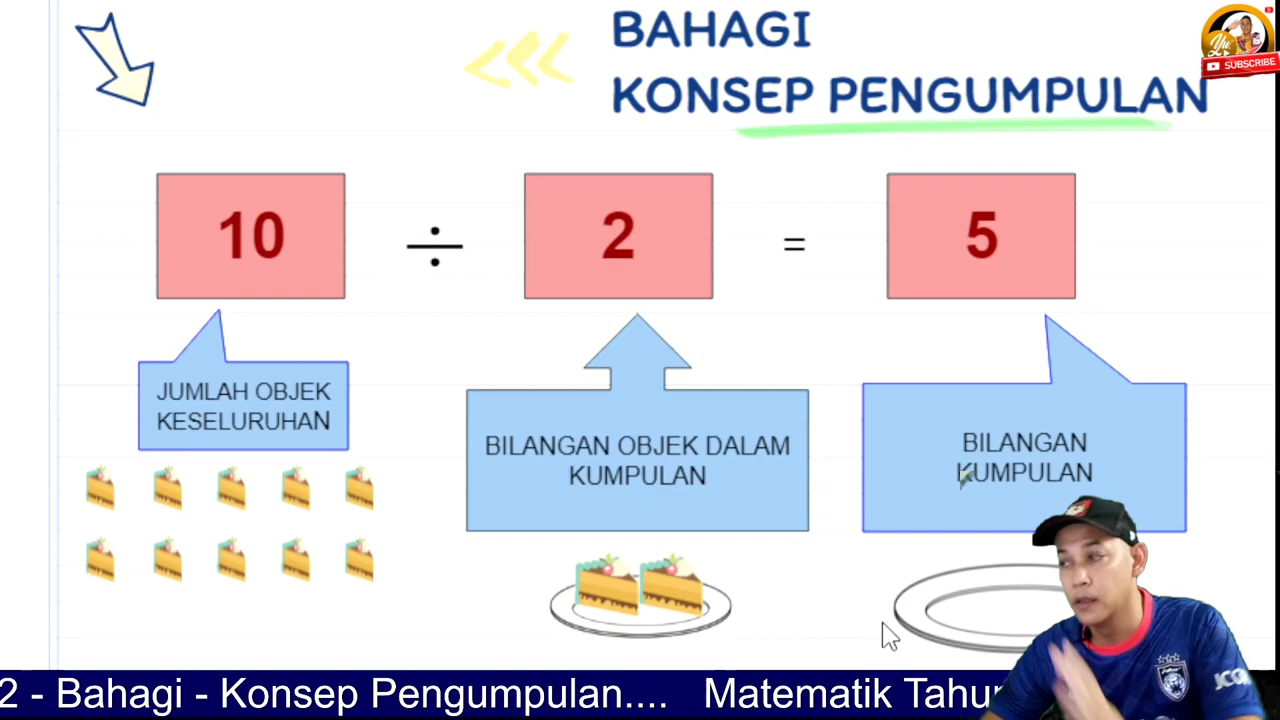 BAHAGI
KONSEP PENGUMPULAN
SUBSCRIBE
10 ÷ 2 = 5
JUMLAH OBJEK
KESELURUHAN
BILANGAN OBJEK DALAM
KUMPULAN
BILANGAN
KUMPULAN
2 - Bahagi - Konsep Pengumpulan.... Matematik Tahun